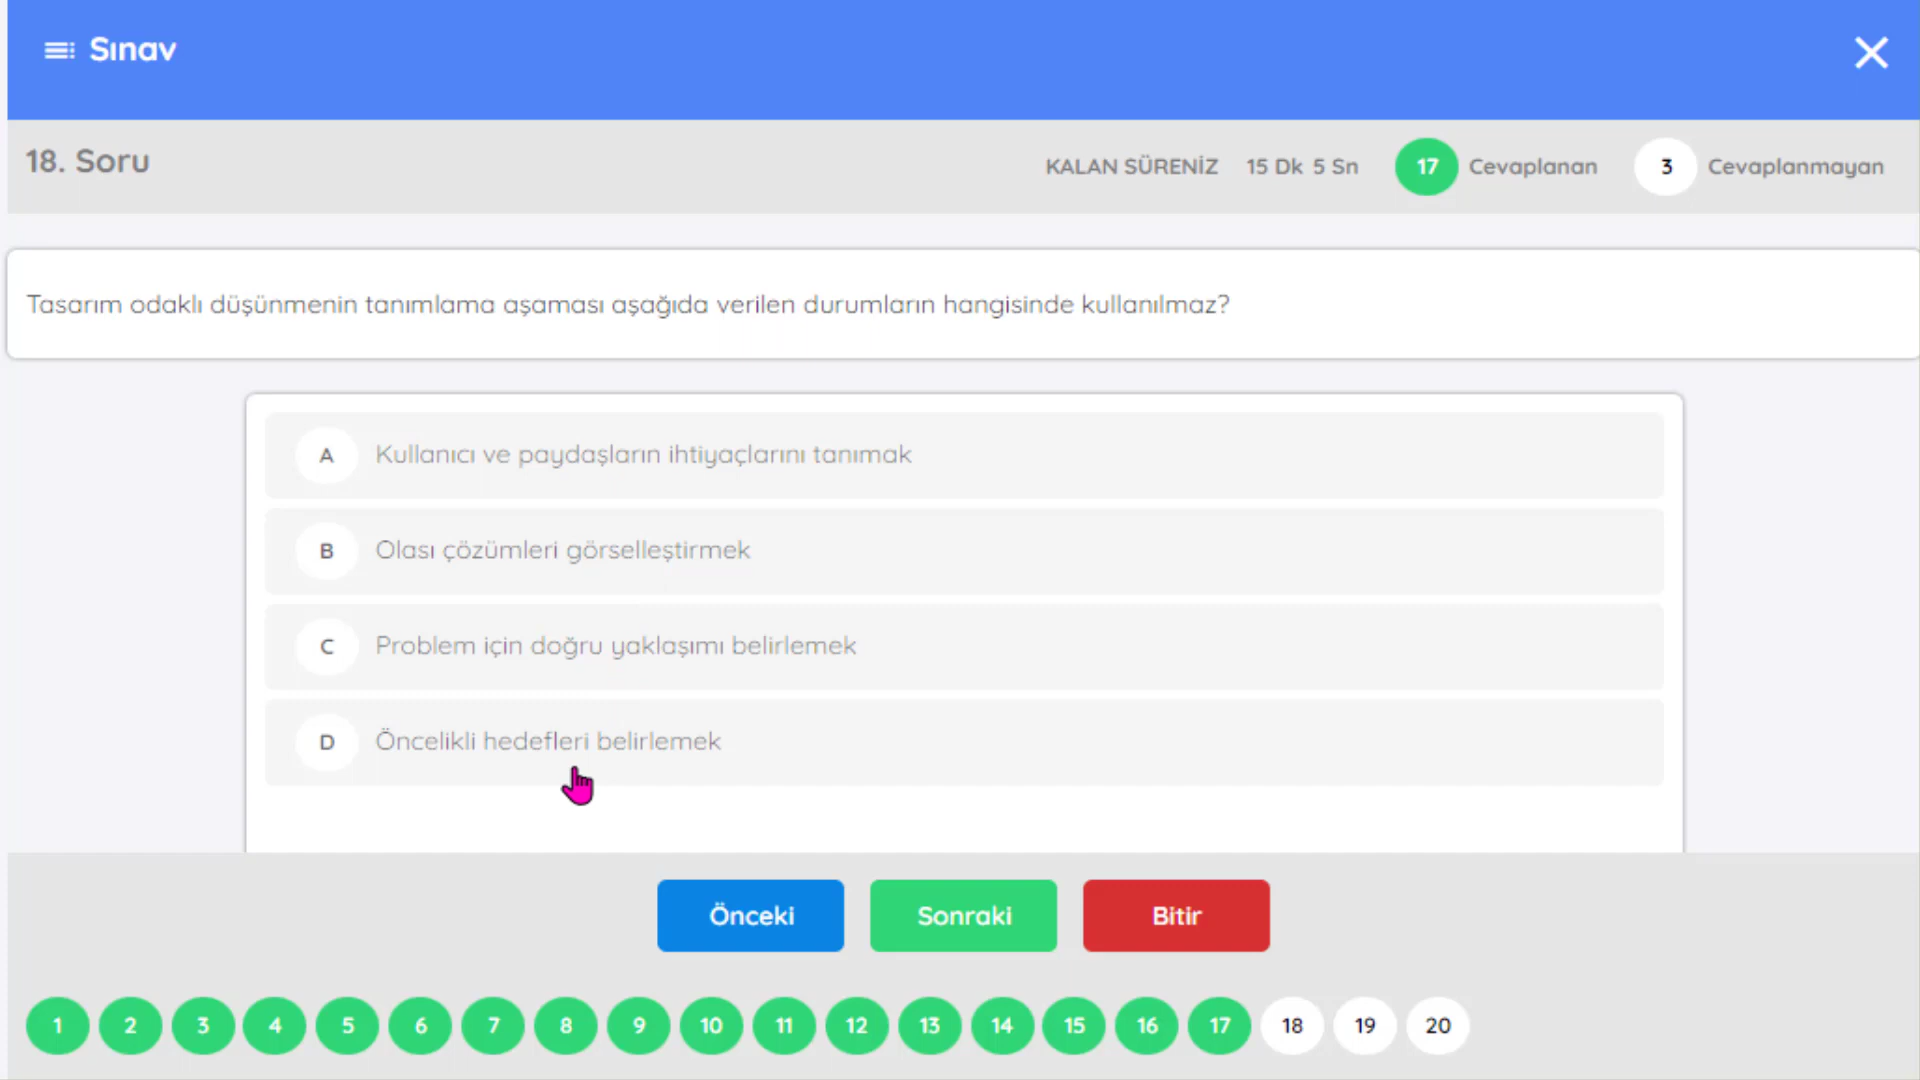 Sınav
18. Soru
KALAN SÜRENİZ 15 Dk 5 Sn 17 Cevaplanan 3 Cevaplanmayan
Tasarım odaklı düşünmenin tanımlama aşaması aşağıda verilen durumların hangisinde kullanılmaz?
A Kullanıcı ve paydaşların ihtiyaçlarını tanımak
B Olası çözümleri görselleştirmek
C Problem için doğru yaklaşımı belirlemek
D Öncelikli hedefleri belirlemek
Önceki Sonraki Bitir
1 2 3 4 5 6 7 8 9 10 11 12 13 14 15 16 17 18 19 20